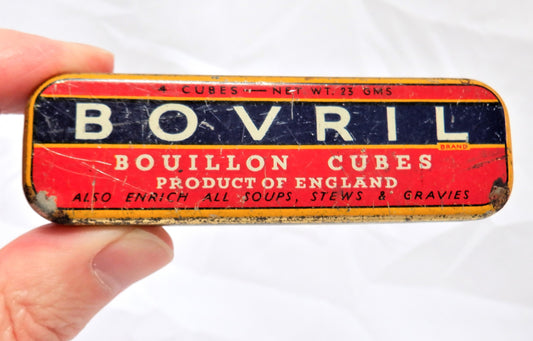 4 CUBES — NET WT. 23 GMS
BOVRIL
BRAND
BOUILLON CUBES
PRODUCT OF ENGLAND
ALSO ENRICH ALL SOUPS, STEWS & GRAVIES